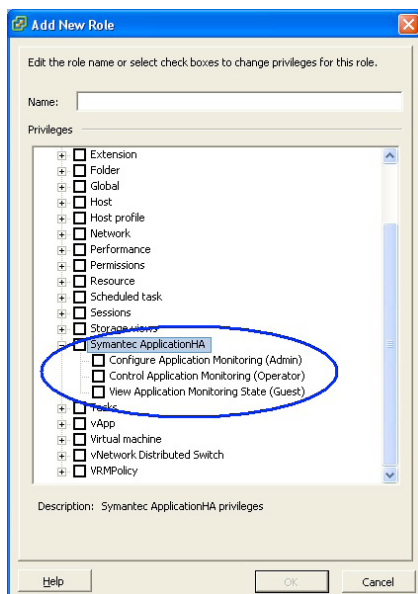 Add New Role
Edit the role name or select check boxes to change privileges for this role.
Name:
Privileges
Extension
Folder
Global
Host
Host profile
Network
Performance
Permissions
Resource
Scheduled task
Sessions
Storage views
Symantec ApplicationHA
Configure Application Monitoring (Admin)
Control Application Monitoring (Operator)
View Application Monitoring State (Guest)
Tasks
vApp
Virtual machine
vNetwork Distributed Switch
VRMPolicy
Description: Symantec ApplicationHA privileges
Help
OK
Cancel